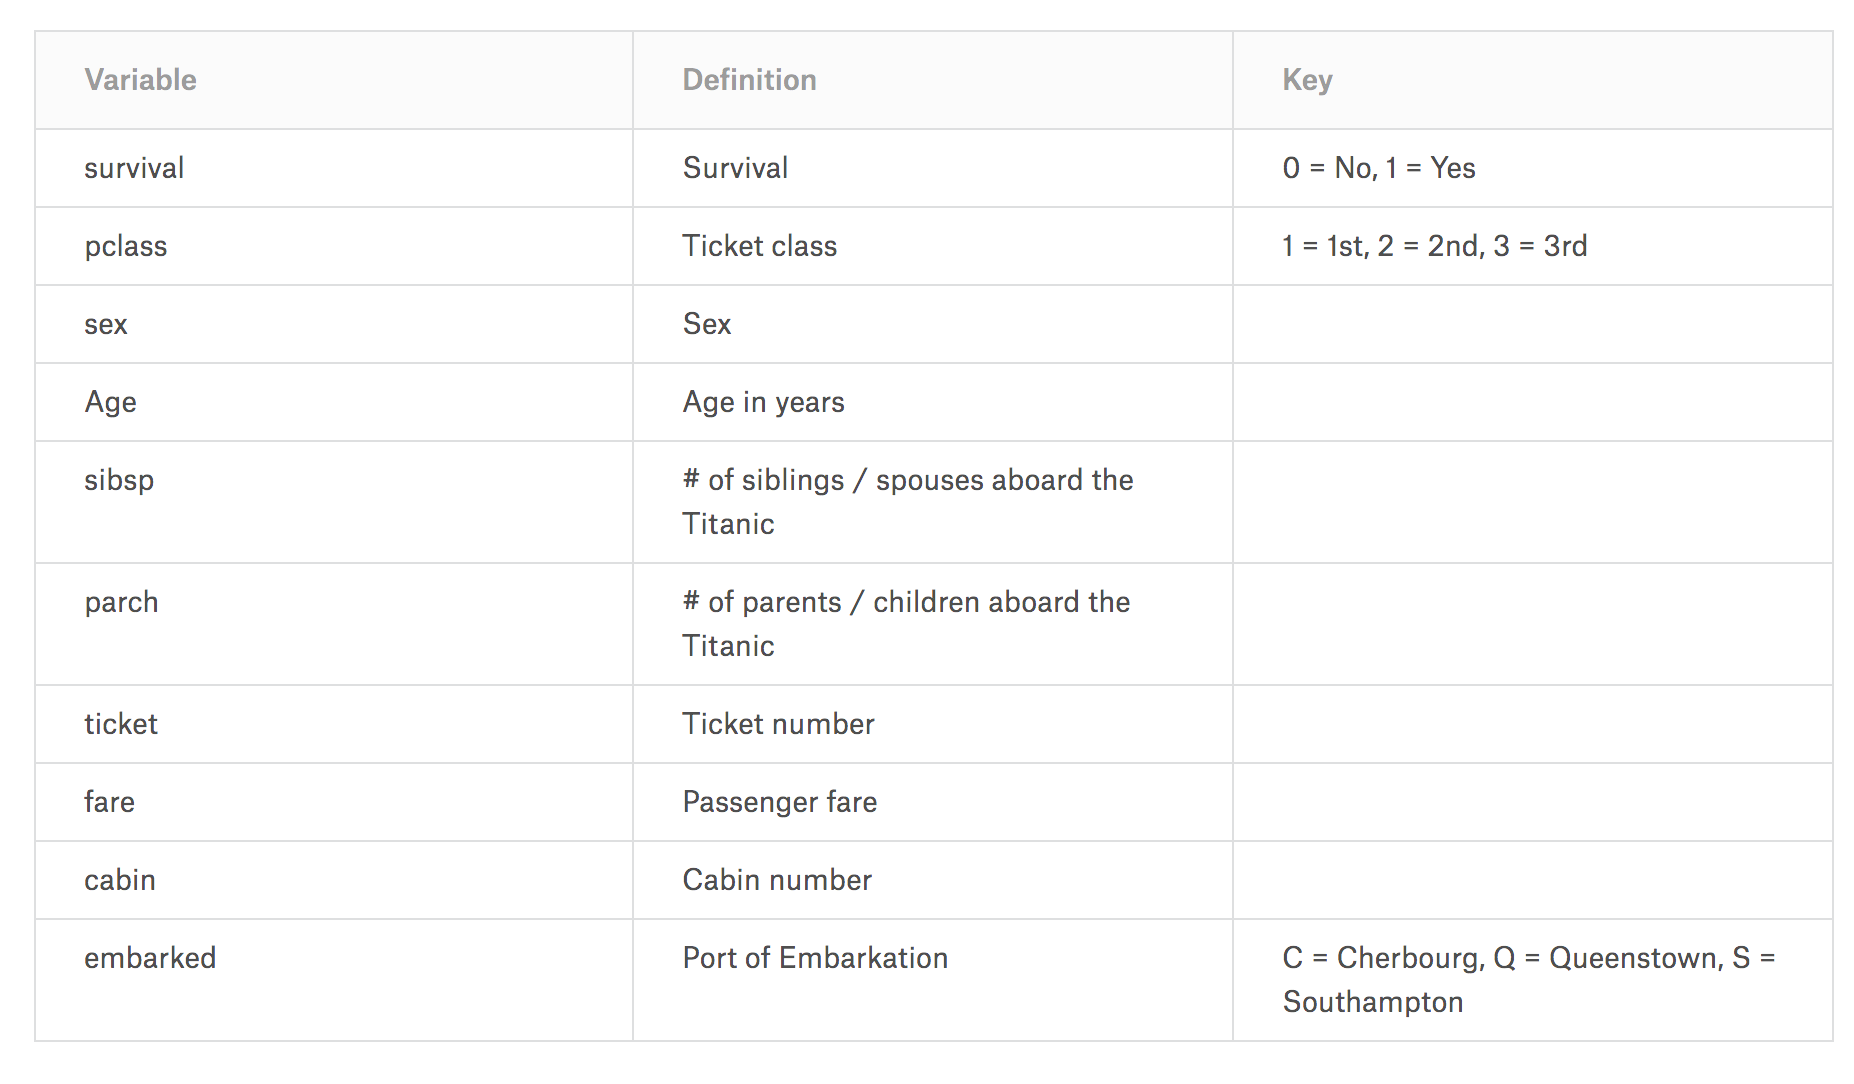 Variable Definition Key
survival Survival 0 = No, 1 = Yes
pclass Ticket class 1 = 1st, 2 = 2nd, 3 = 3rd
sex Sex
Age Age in years
sibsp # of siblings / spouses aboard the
Titanic
parch # of parents / children aboard the
Titanic
ticket Ticket number
fare Passenger fare
cabin Cabin number
embarked Port of Embarkation C = Cherbourg, Q = Queenstown, S =
Southampton